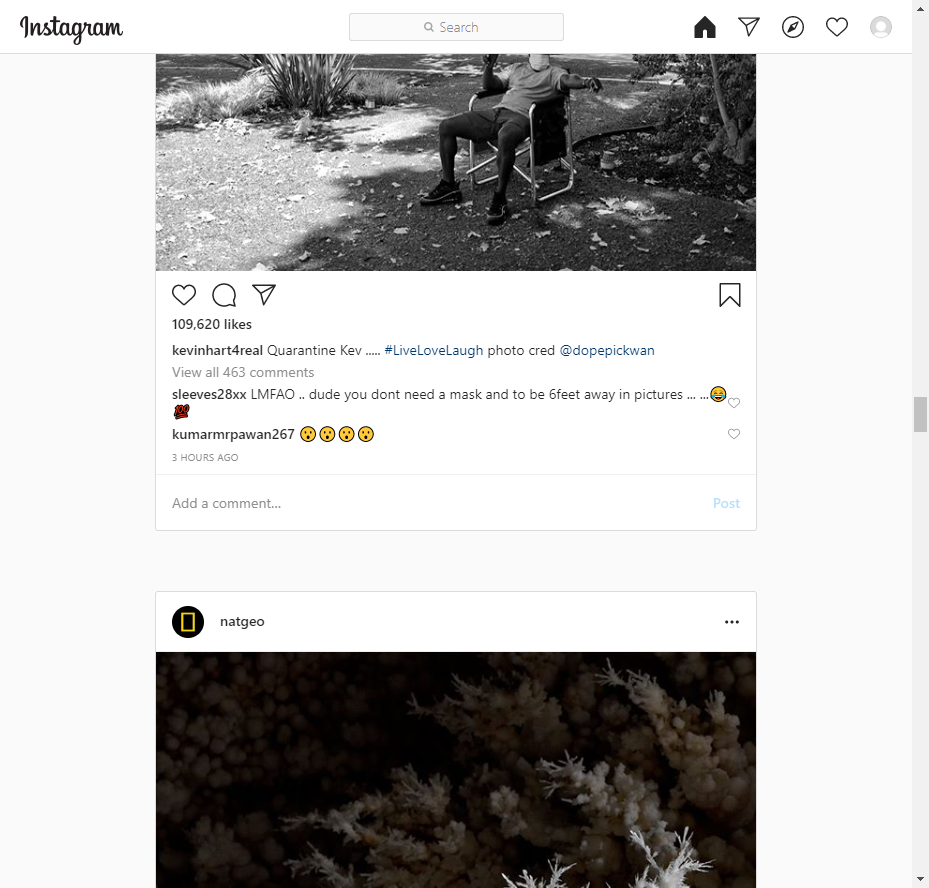 Instagram
Search
109,620 likes
kevinhart4real Quarantine Kev ..... #LiveLoveLaugh photo cred @dopepickwan
View all 463 comments
sleeves28xx LMFAO .. dude you dont need a mask and to be 6feet away in pictures ... ...😂
💯
kumarmrpawan267 😮😮😮😮
3 HOURS AGO
Add a comment... Post
natgeo